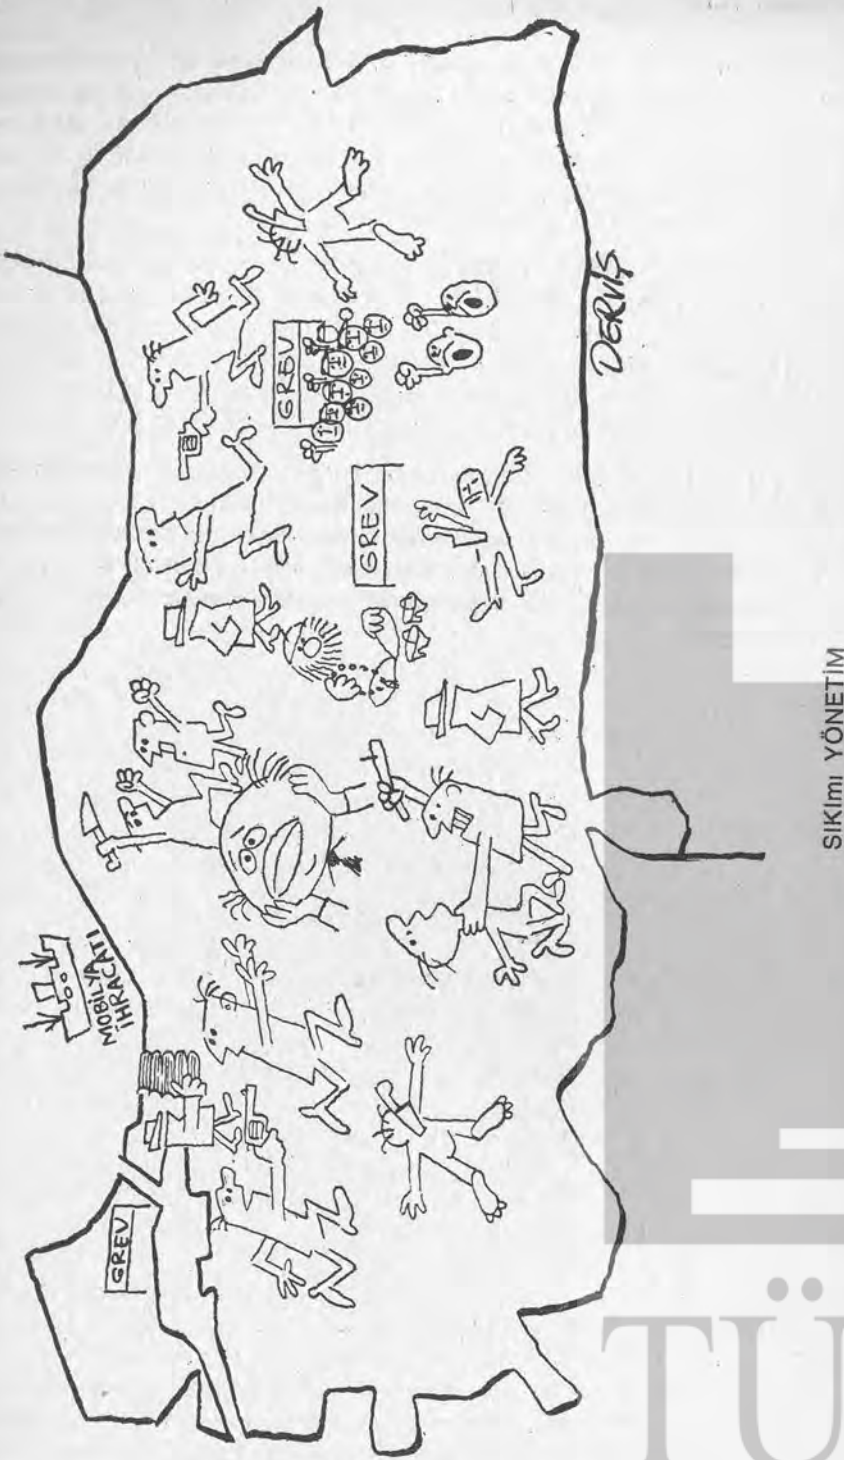 MOBİLYA
İHRACATI
GREV
GREV
GREV
DERVİŞ
SIKImı YÖNETİM
TÜ